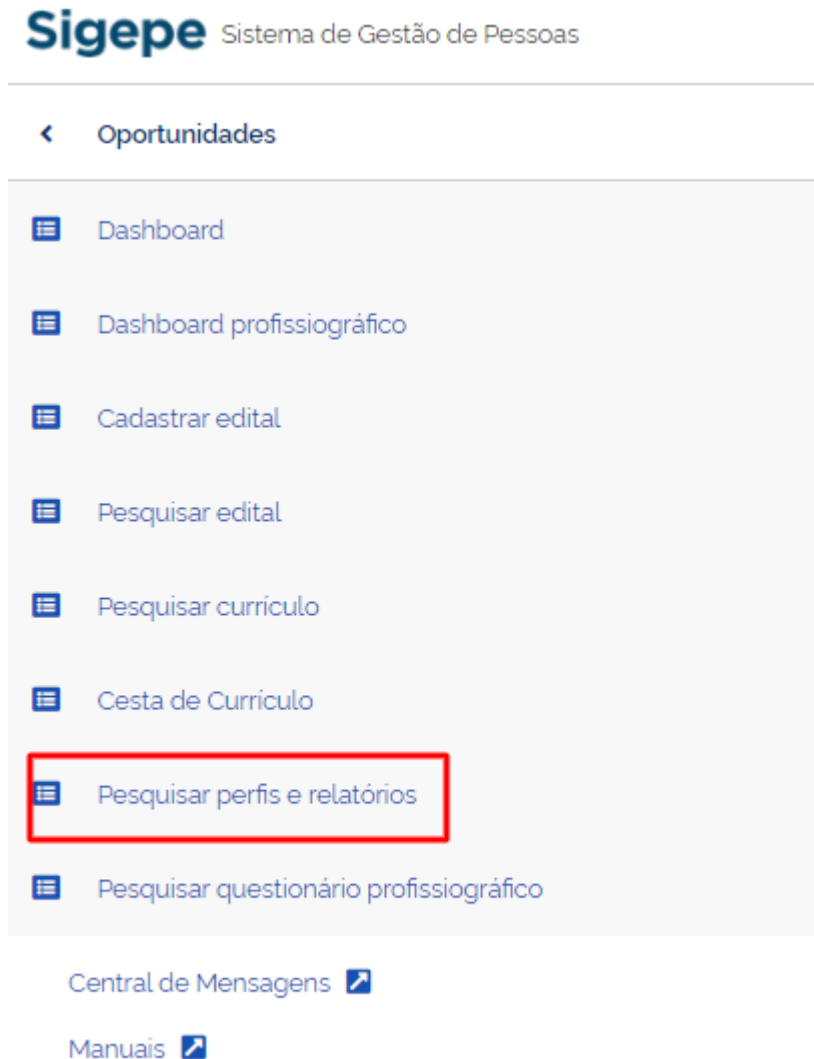 Sigepe Sistema de Gestão de Pessoas
Oportunidades
Dashboard
Dashboard profissiográfico
Cadastrar edital
Pesquisar edital
Pesquisar currículo
Cesta de Currículo
Pesquisar perfis e relatórios
Pesquisar questionário profissiográfico
Central de Mensagens
Manuais